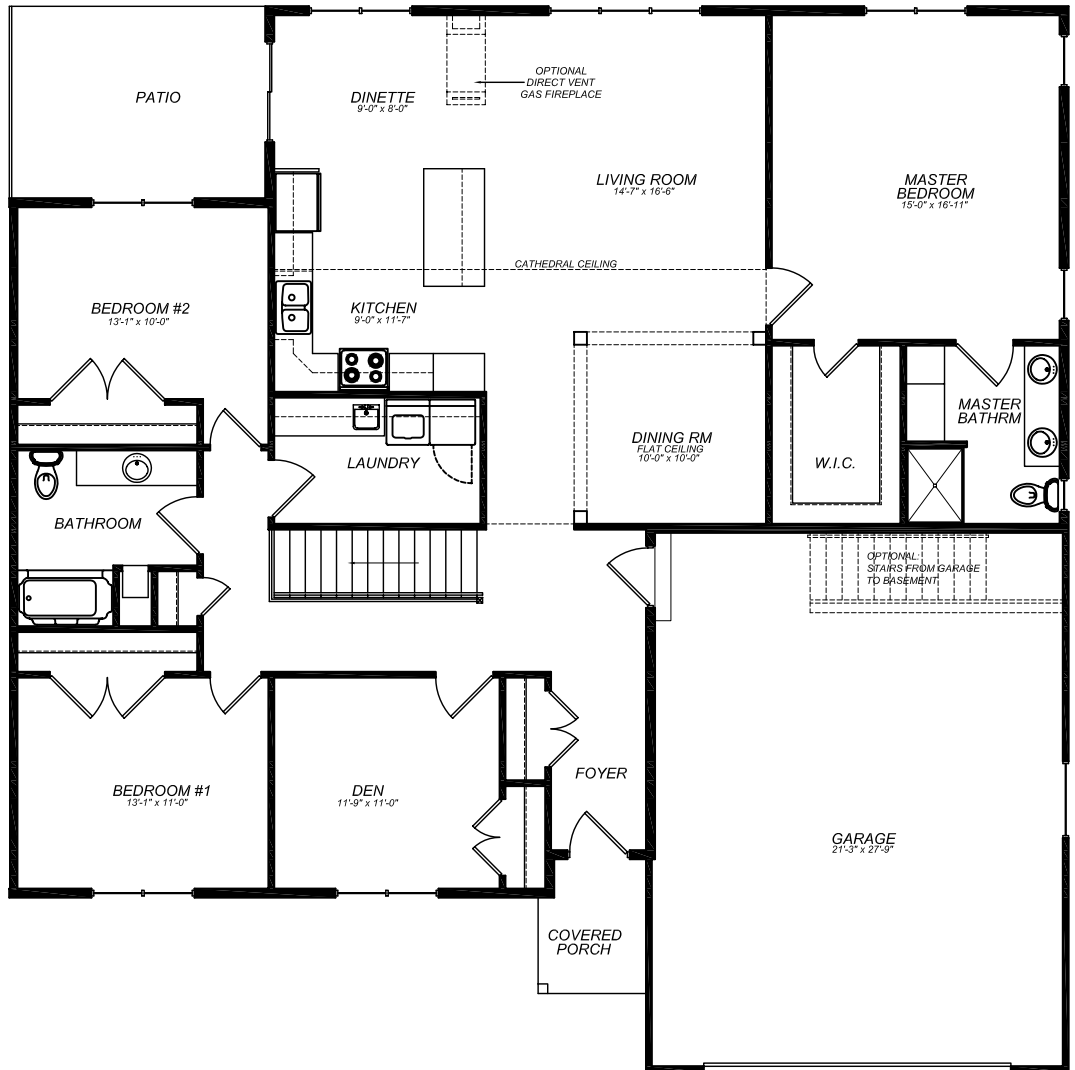 PATIO
DINETTE
9'-0" x 8'-0"
OPTIONAL
DIRECT VENT
GAS FIREPLACE
LIVING ROOM
14'-7" x 16'-6"
MASTER
BEDROOM
15'-0" x 16'-11"
CATHEDRAL CEILING
BEDROOM #2
13'-1" x 10'-0"
KITCHEN
9'-0" x 11'-7"
MASTER
BATHRM
DINING RM
FLAT CEILING
10'-0" x 10'-0"
LAUNDRY
W.I.C.
BATHROOM
OPTIONAL:
STAIRS FROM GARAGE
TO BASEMENT
FOYER
BEDROOM #1
13'-1" x 11'-0"
DEN
11'-9" x 11'-0"
GARAGE
21'-3" x 27'-9"
COVERED
PORCH